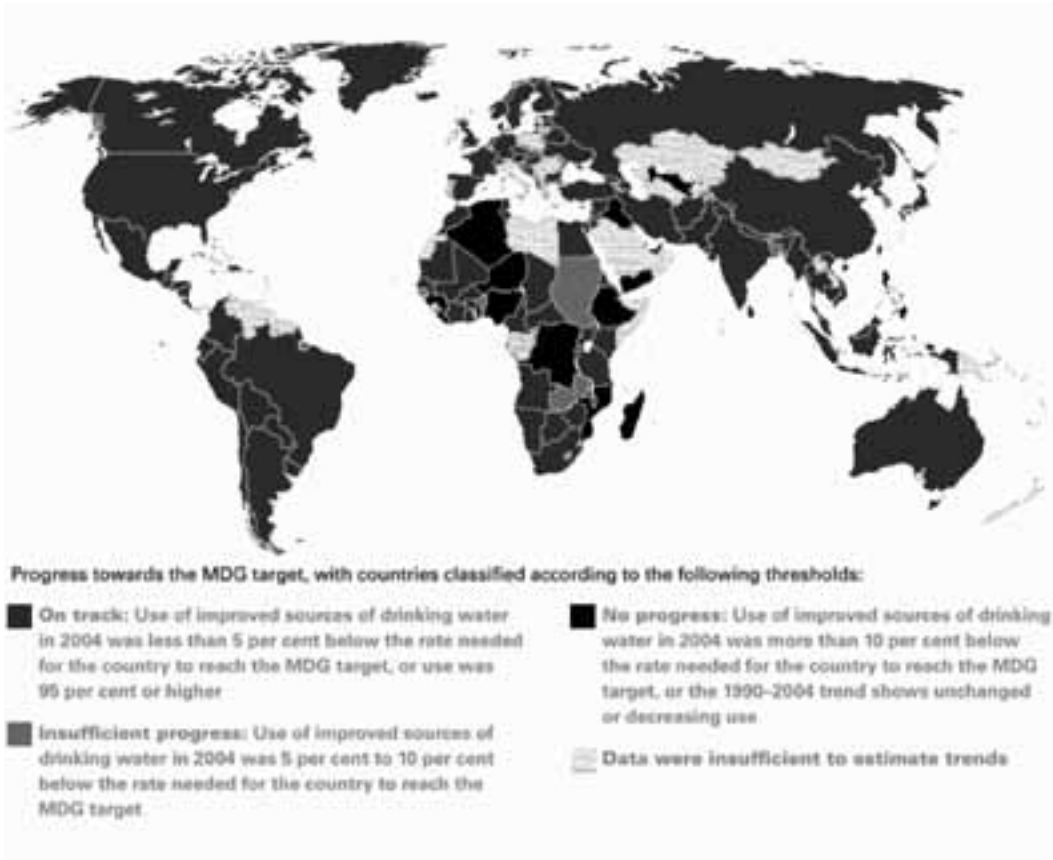 Progress towards the MDG target, with countries classified according to the following thresholds:
On track: Use of improved sources of drinking water
in 2004 was less than 5 per cent below the rate needed
for the country to reach the MDG target, or use was
95 per cent or higher
Insufficient progress: Use of improved sources of
drinking water in 2004 was 5 per cent to 10 per cent
below the rate needed for the country to reach the
MDG target
No progress: Use of improved sources of drinking
water in 2004 was more than 10 per cent below
the rate needed for the country to reach the MDG
target, or the 1990–2004 trend shows unchanged
or decreasing use
Data were insufficient to estimate trends